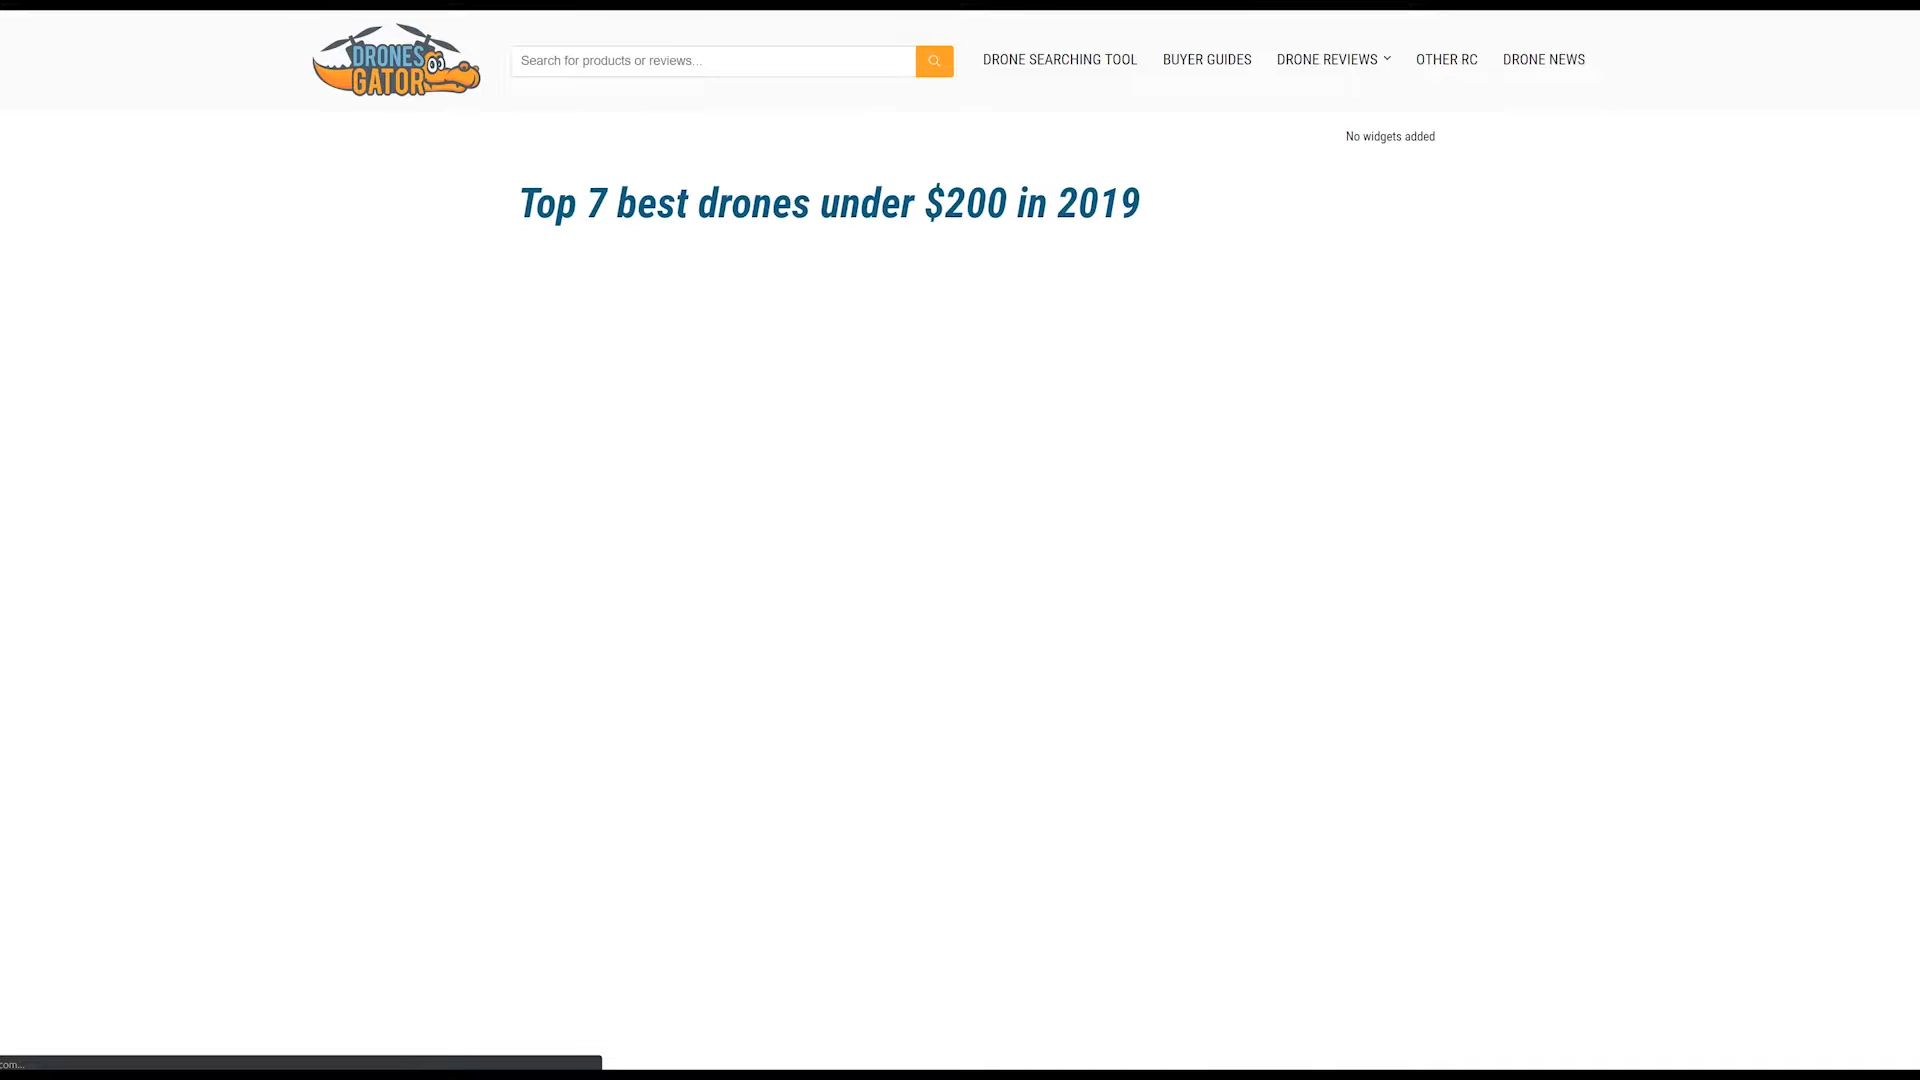 DRONES
GATOR
Search for products or reviews...
DRONE SEARCHING TOOL
BUYER GUIDES
DRONE REVIEWS
OTHER RC
DRONE NEWS
No widgets added
Top 7 best drones under $200 in 2019
com...